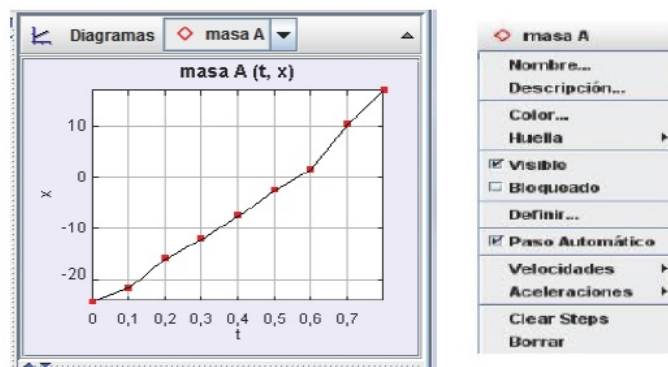 Diagramas masa A
masa A (t, x)
10
0
-10
-20
x
0 0,1 0,2 0,3 0,4 0,5 0,6 0,7
t
masa A
Nombre...
Descripción...
Color...
Huella
Visible
Bloqueado
Definir...
Paso Automático
Velocidades
Aceleraciones
Clear Steps
Borrar